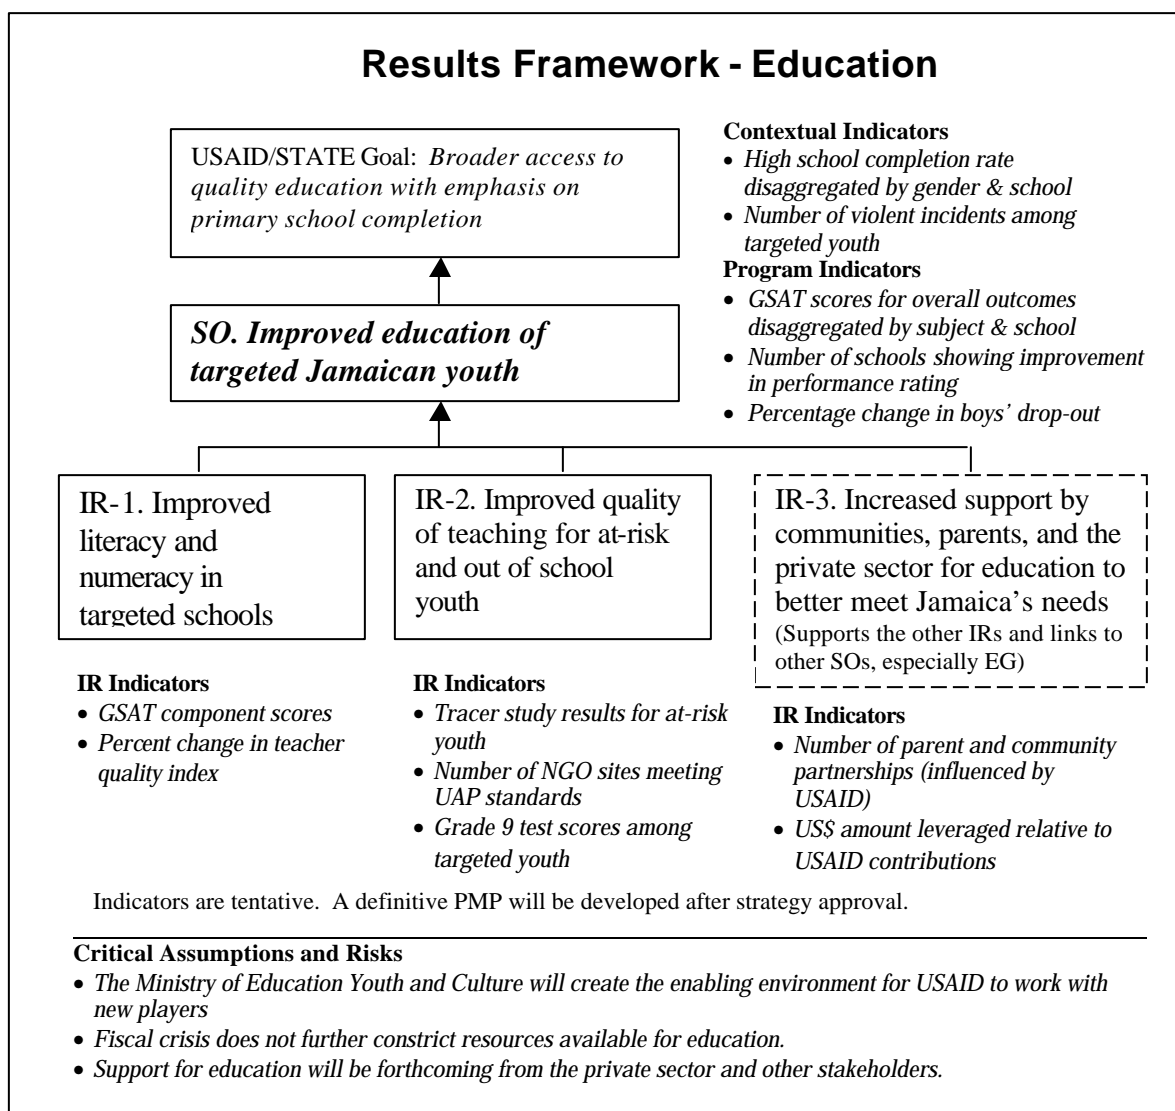 Results Framework - Education
USAID/STATE Goal: Broader access to
quality education with emphasis on
primary school completion
Contextual Indicators
• High school completion rate
disaggregated by gender & school
• Number of violent incidents among
targeted youth
Program Indicators
• GSAT scores for overall outcomes
disaggregated by subject & school
• Number of schools showing improvement
in performance rating
• Percentage change in boys’ drop-out
SO. Improved education of
targeted Jamaican youth
IR-1. Improved
literacy and
numeracy in
targeted schools
IR Indicators
• GSAT component scores
• Percent change in teacher
quality index
IR-2. Improved quality
of teaching for at-risk
and out of school
youth
IR Indicators
• Tracer study results for at-risk
youth
• Number of NGO sites meeting
UAP standards
• Grade 9 test scores among
targeted youth
IR-3. Increased support by
communities, parents, and the
private sector for education to
better meet Jamaica’s needs
(Supports the other IRs and links to
other SOs, especially EG)
IR Indicators
• Number of parent and community
partnerships (influenced by
USAID)
• US$ amount leveraged relative to
USAID contributions
Indicators are tentative. A definitive PMP will be developed after strategy approval.
Critical Assumptions and Risks
• The Ministry of Education Youth and Culture will create the enabling environment for USAID to work with
new players
• Fiscal crisis does not further constrict resources available for education.
• Support for education will be forthcoming from the private sector and other stakeholders.